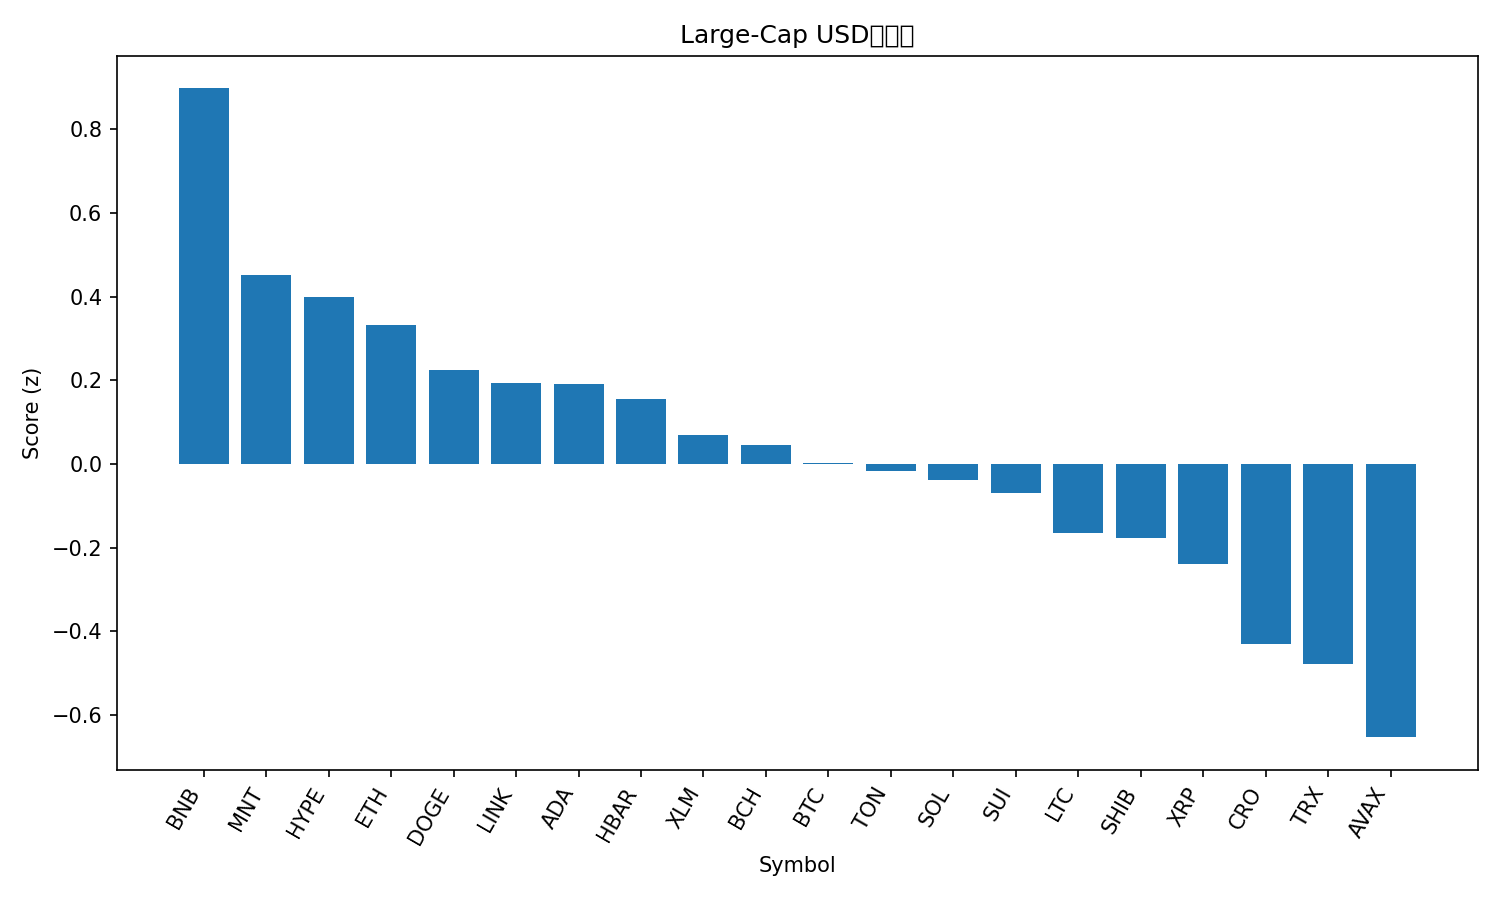 Large-Cap USD
Score (z)
0.8
0.6
0.4
0.2
0.0
−0.2
−0.4
−0.6
BNB
MNT
HYPE
ETH
DOGE
LINK
ADA
HBAR
XLM
BCH
BTC
TON
SOL
SUI
LTC
SHIB
XRP
CRO
TRX
AVAX
Symbol